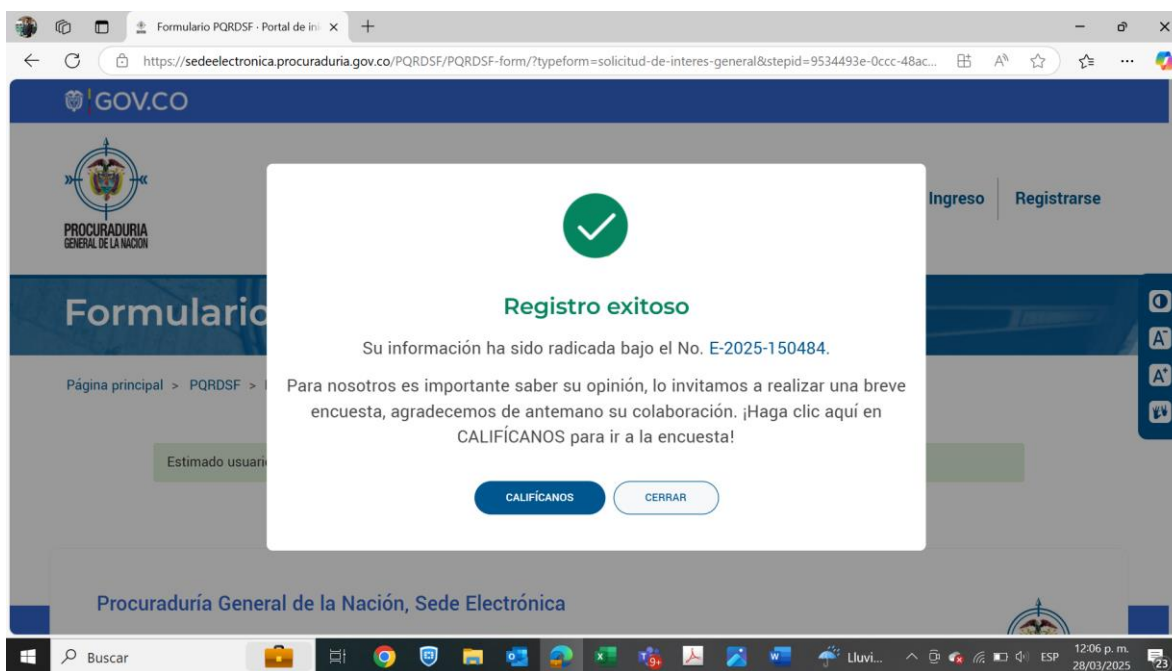 Formulario PQRDSF · Portal de ini
https://sedeelectronica.procuraduria.gov.co/PQRDSF/PQRDSF-form/?typeform=solicitud-de-interes-general&stepid=9534493e-0ccc-48ac...
GOV.CO
PROCURADURIA
GENERAL DE LA NACION
Ingreso
Registrarse
Formulario
Página principal > PQRDSF >
Estimado usuari
Registro exitoso
Su información ha sido radicada bajo el No. E-2025-150484.
Para nosotros es importante saber su opinión, lo invitamos a realizar una breve
encuesta, agradecemos de antemano su colaboración. ¡Haga clic aquí en
CALIFÍCANOS para ir a la encuesta!
CALIFÍCANOS
CERRAR
Procuraduría General de la Nación, Sede Electrónica
Buscar
Lluvi...
ESP
12:06 p. m.
28/03/2025